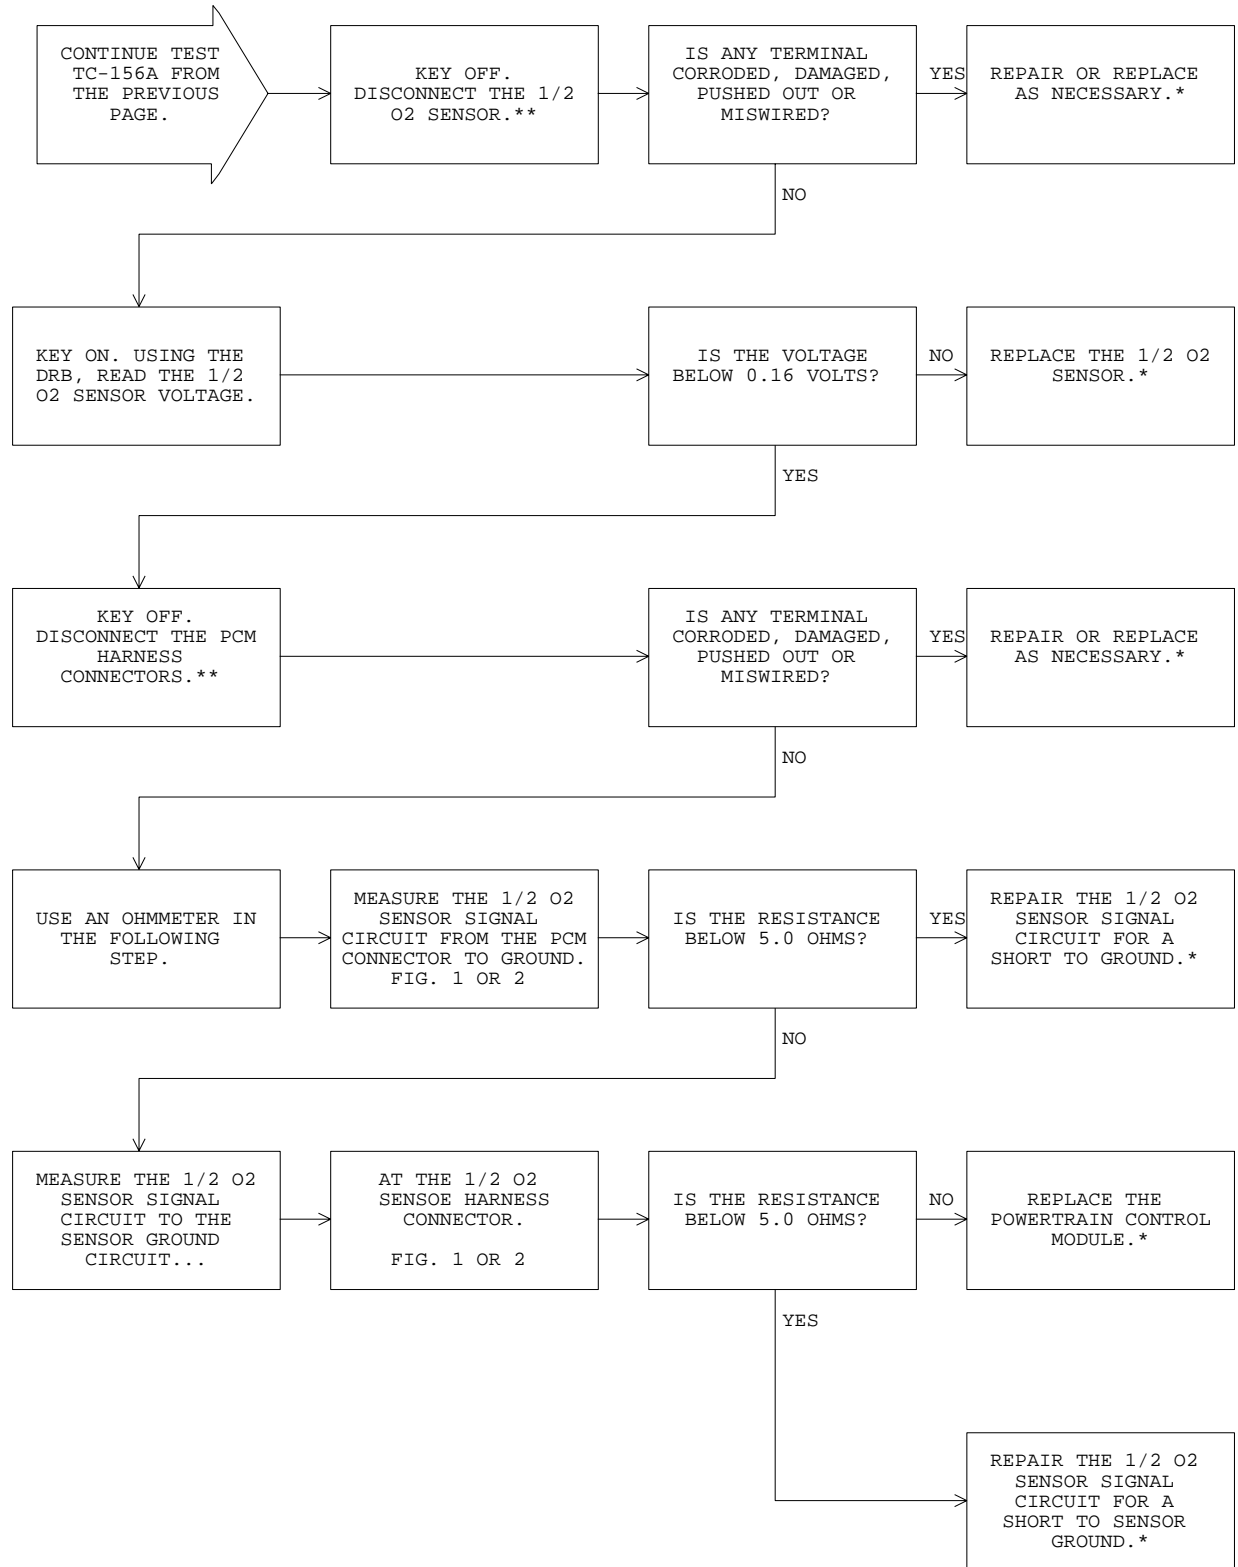 CONTINUE TEST
TC-156A FROM
THE PREVIOUS
PAGE.
KEY OFF.
DISCONNECT THE 1/2
O2 SENSOR.**
IS ANY TERMINAL
CORRODED, DAMAGED,
PUSHED OUT OR
MISWIRED?
YES
REPAIR OR REPLACE
AS NECESSARY.*
NO
KEY ON. USING THE
DRB, READ THE 1/2
O2 SENSOR VOLTAGE.
IS THE VOLTAGE
BELOW 0.16 VOLTS?
NO
REPLACE THE 1/2 O2
SENSOR.*
YES
KEY OFF.
DISCONNECT THE PCM
HARNESS
CONNECTORS.**
IS ANY TERMINAL
CORRODED, DAMAGED,
PUSHED OUT OR
MISWIRED?
YES
REPAIR OR REPLACE
AS NECESSARY.*
NO
USE AN OHMMETER IN
THE FOLLOWING
STEP.
MEASURE THE 1/2 O2
SENSOR SIGNAL
CIRCUIT FROM THE PCM
CONNECTOR TO GROUND.
FIG. 1 OR 2
IS THE RESISTANCE
BELOW 5.0 OHMS?
YES
REPAIR THE 1/2 O2
SENSOR SIGNAL
CIRCUIT FOR A
SHORT TO GROUND.*
NO
MEASURE THE 1/2 O2
SENSOR SIGNAL
CIRCUIT TO THE
SENSOR GROUND
CIRCUIT...
AT THE 1/2 O2
SENSOE HARNESS
CONNECTOR.
FIG. 1 OR 2
IS THE RESISTANCE
BELOW 5.0 OHMS?
NO
REPLACE THE
POWERTRAIN CONTROL
MODULE.*
YES
REPAIR THE 1/2 O2
SENSOR SIGNAL
CIRCUIT FOR A
SHORT TO SENSOR
GROUND.*